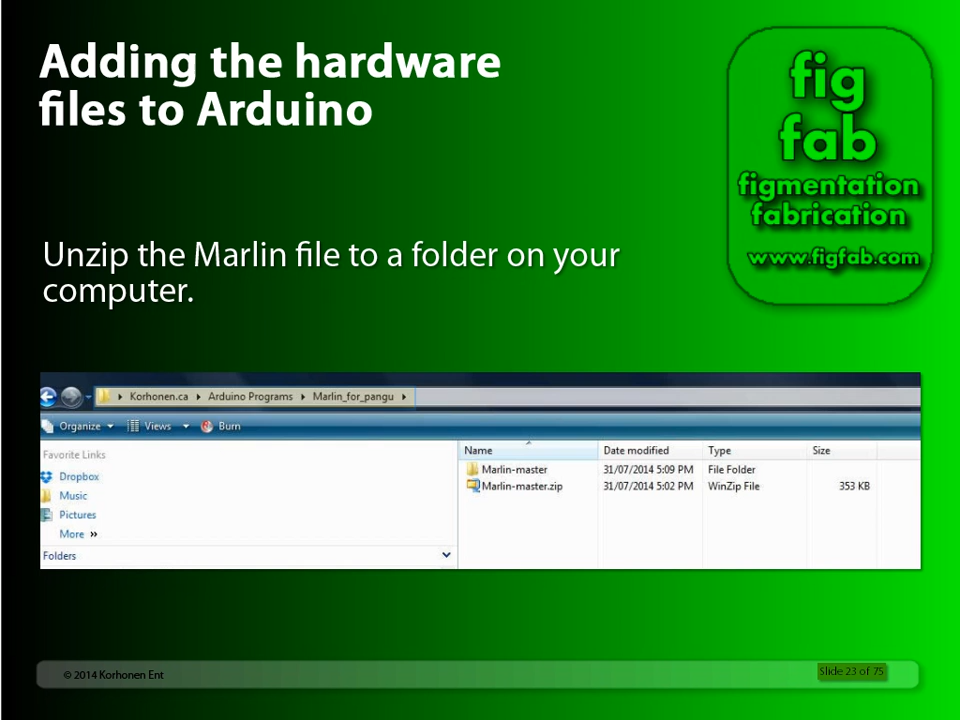 Adding the hardware
files to Arduino
fig
fab
figmentation
fabrication
www.figfab.com
Unzip the Marlin file to a folder on your
computer.
Korhonen.ca Arduino Programs Marlin_for_pangu
Organize Views Burn
Favorite Links
Dropbox
Music
Pictures
More »
Folders
Name Date modified Type Size
Marlin-master 31/07/2014 5:09 PM File Folder
Marlin-master.zip 31/07/2014 5:02 PM WinZip File 353 KB
© 2014 Korhonen Ent
Slide 23 of 75